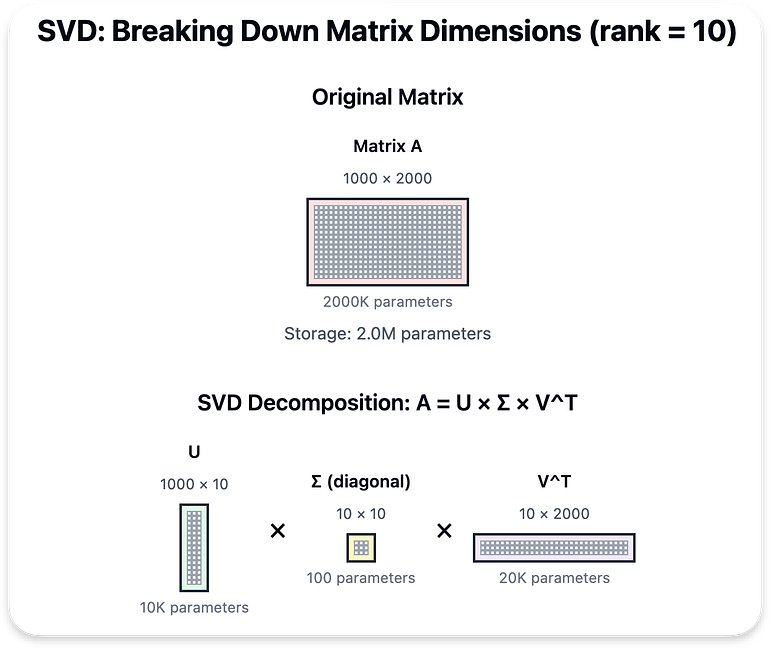 SVD: Breaking Down Matrix Dimensions (rank = 10)
Original Matrix
Matrix A
1000 × 2000
2000K parameters
Storage: 2.0M parameters
SVD Decomposition: A = U × Σ × V^T
U
1000 × 10
10K parameters
×
Σ (diagonal)
10 × 10
100 parameters
×
V^T
10 × 2000
20K parameters